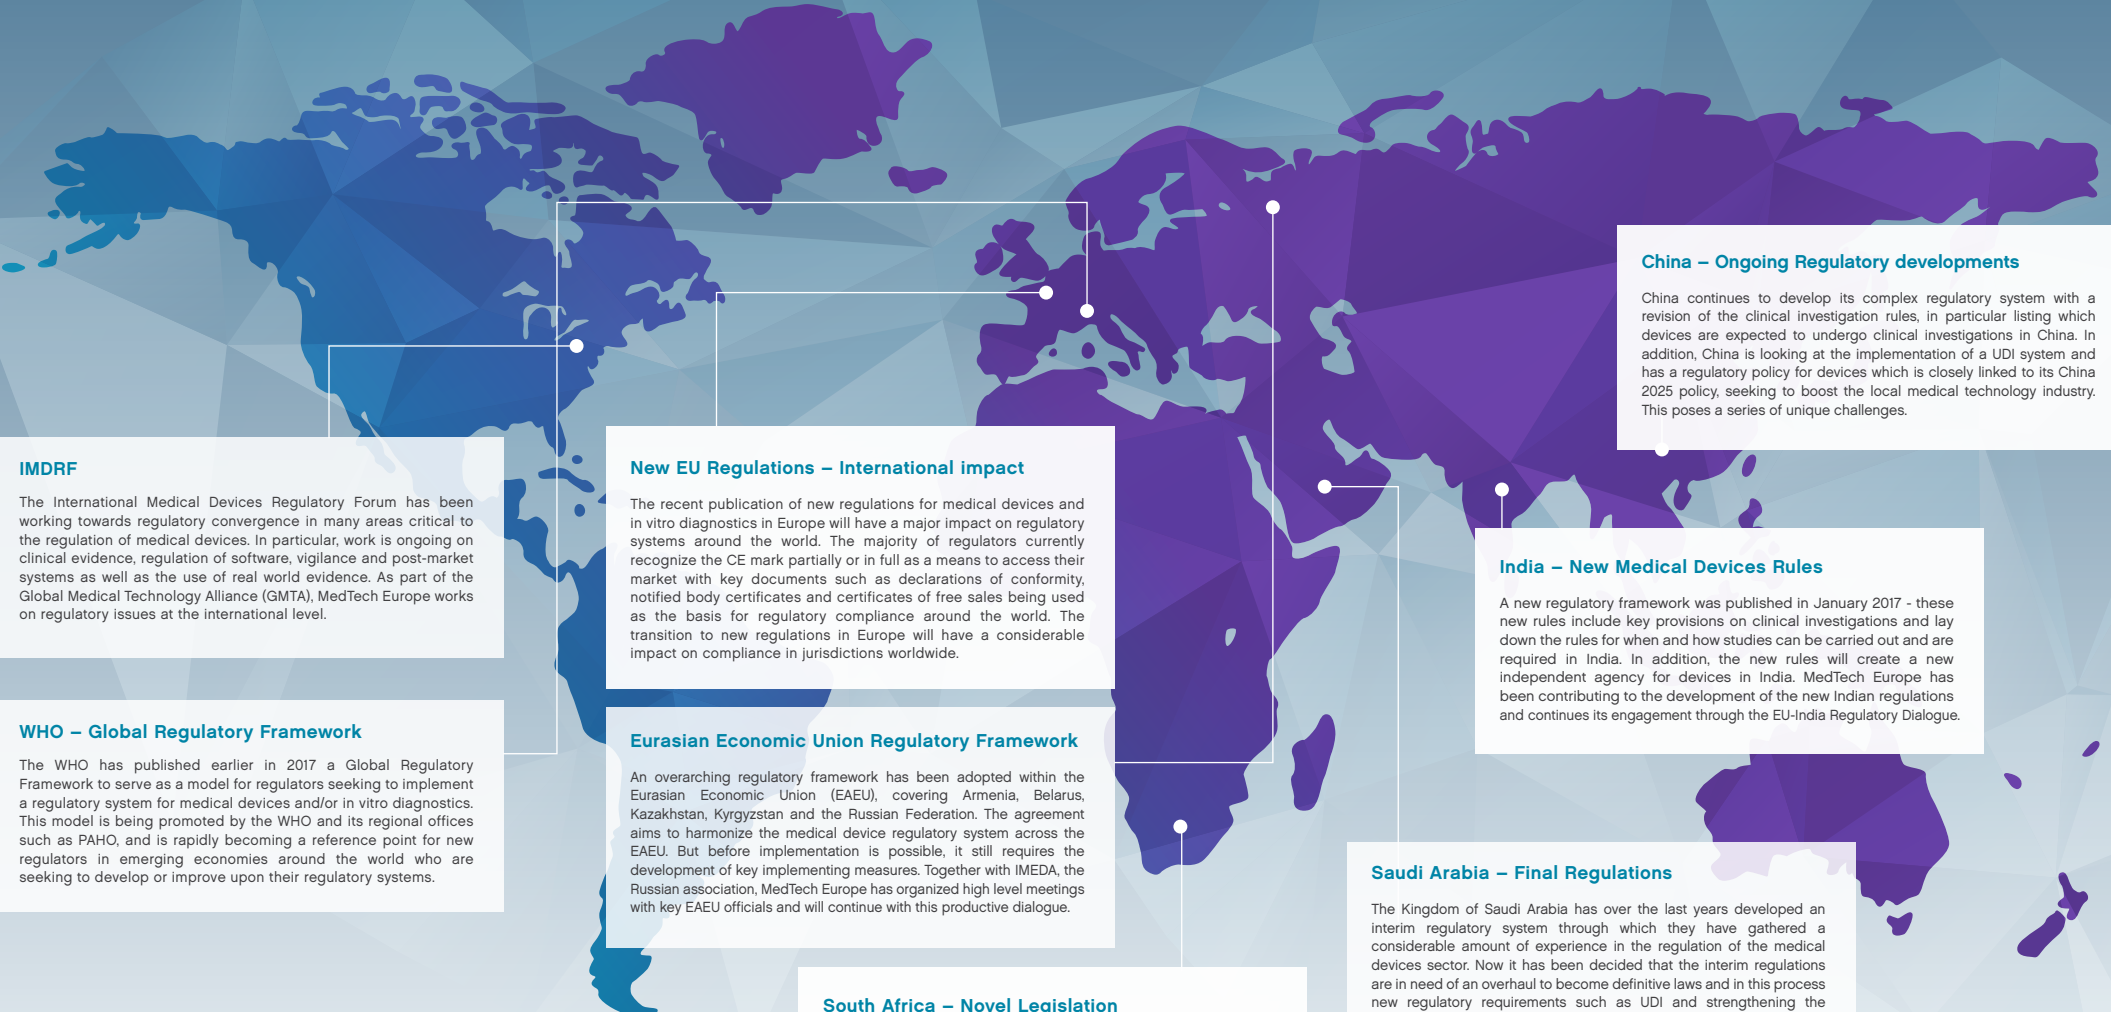 IMDRF
The International Medical Devices Regulatory Forum has been
working towards regulatory convergence in many areas critical to
the regulation of medical devices. In particular, work is ongoing on
clinical evidence, regulation of software, vigilance and post-market
systems as well as the use of real world evidence. As part of the
Global Medical Technology Alliance (GMTA), MedTech Europe works
on regulatory issues at the international level.
WHO – Global Regulatory Framework
The WHO has published earlier in 2017 a Global Regulatory
Framework to serve as a model for regulators seeking to implement
a regulatory system for medical devices and/or in vitro diagnostics.
This model is being promoted by the WHO and its regional offices
such as PAHO, and is rapidly becoming a reference point for new
regulators in emerging economies around the world who are
seeking to develop or improve upon their regulatory systems.
New EU Regulations – International impact
The recent publication of new regulations for medical devices and
in vitro diagnostics in Europe will have a major impact on regulatory
systems around the world. The majority of regulators currently
recognize the CE mark partially or in full as a means to access their
market with key documents such as declarations of conformity,
notified body certificates and certificates of free sales being used
as the basis for regulatory compliance around the world. The
transition to new regulations in Europe will have a considerable
impact on compliance in jurisdictions worldwide.
Eurasian Economic Union Regulatory Framework
An overarching regulatory framework has been adopted within the
Eurasian Economic Union (EAEU), covering Armenia, Belarus,
Kazakhstan, Kyrgyzstan and the Russian Federation. The agreement
aims to harmonize the medical device regulatory system across the
EAEU. But before implementation is possible, it still requires the
development of key implementing measures. Together with IMEDA, the
Russian association, MedTech Europe has organized high level meetings
with key EAEU officials and will continue with this productive dialogue.
South Africa – Novel Legislation
China – Ongoing Regulatory developments
China continues to develop its complex regulatory system with a
revision of the clinical investigation rules, in particular listing which
devices are expected to undergo clinical investigations in China. In
addition, China is looking at the implementation of a UDI system and
has a regulatory policy for devices which is closely linked to its China
2025 policy, seeking to boost the local medical technology industry.
This poses a series of unique challenges.
India – New Medical Devices Rules
A new regulatory framework was published in January 2017 - these
new rules include key provisions on clinical investigations and lay
down the rules for when and how studies can be carried out and are
required in India. In addition, the new rules will create a new
independent agency for devices in India. MedTech Europe has
been contributing to the development of the new Indian regulations
and continues its engagement through the EU-India Regulatory Dialogue.
Saudi Arabia – Final Regulations
The Kingdom of Saudi Arabia has over the last years developed an
interim regulatory system through which they have gathered a
considerable amount of experience in the regulation of the medical
devices sector. Now it has been decided that the interim regulations
are in need of an overhaul to become definitive laws and in this process
new regulatory requirements such as UDI and strengthening the